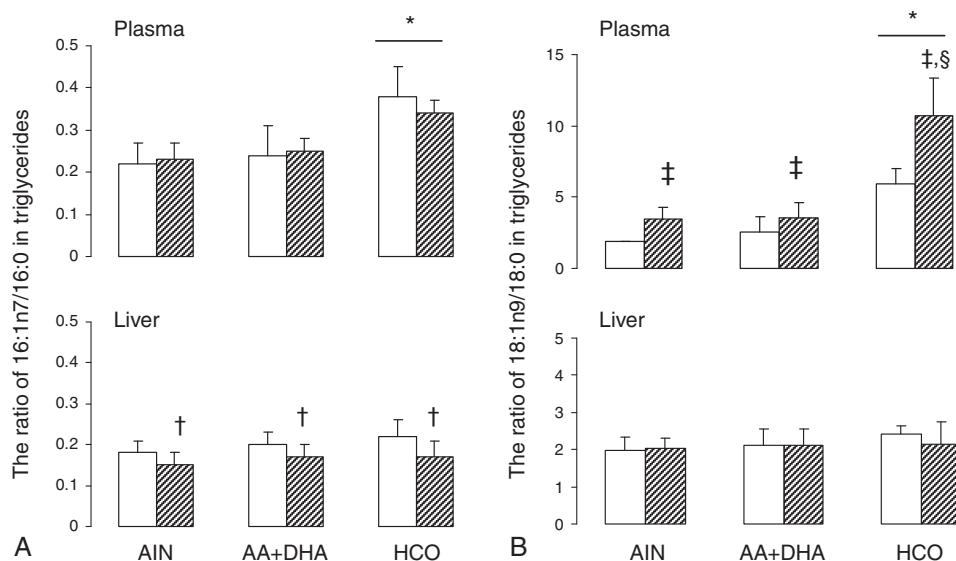 The ratio of 16:1n7/16:0 in triglycerides
Plasma
*
0.5
0.4
0.3
0.2
0.1
0
Liver
0.5
0.4
0.3
0.2
0.1
0
†
†
†
A
AIN
AA+DHA
HCO
The ratio of 18:1n9/18:0 in triglycerides
Plasma
*
‡,§
15
10
5
0
‡
‡
Liver
5
4
3
2
1
0
B
AIN
AA+DHA
HCO